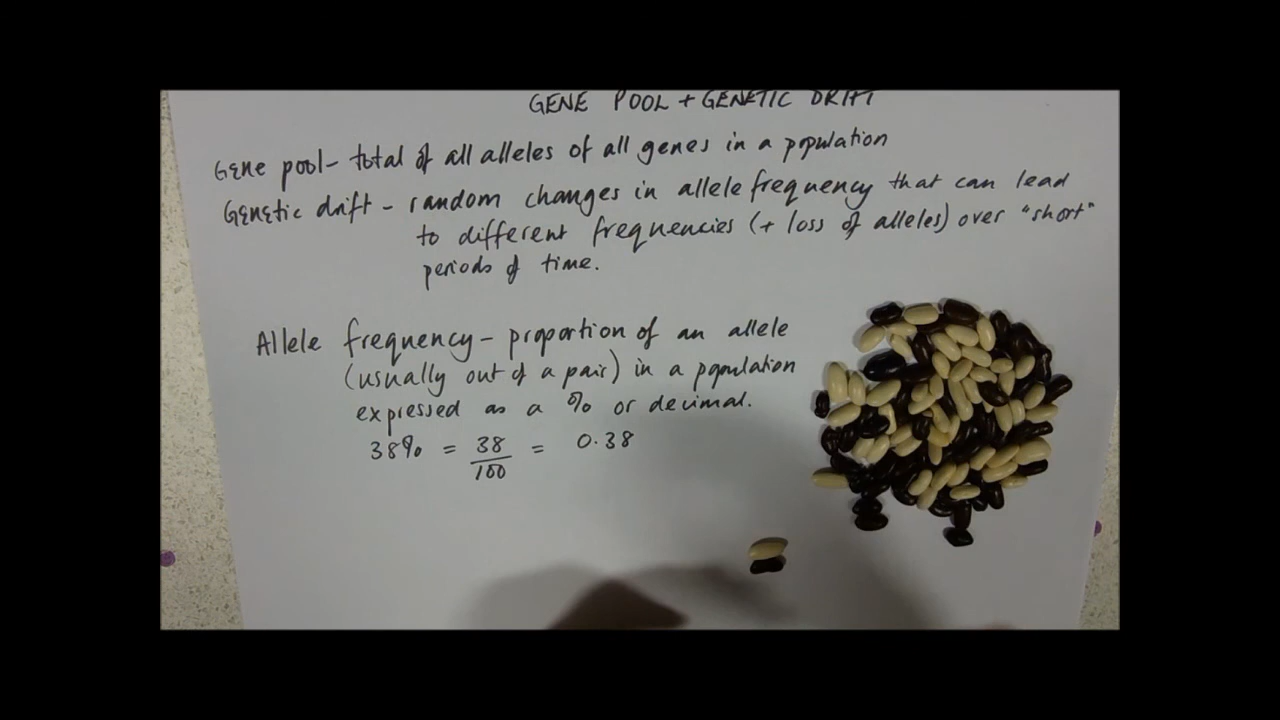 GENE POOL + GENETIC DRIFT
Gene pool - total of all alleles of all genes in a population
Genetic drift - random changes in allele frequency that can lead
to different frequencies (+ loss of alleles) over "short"
periods of time.
Allele frequency - proportion of an allele
(usually out of a pair) in a population
expressed as a % or decimal.
38% = 38/100 = 0.38